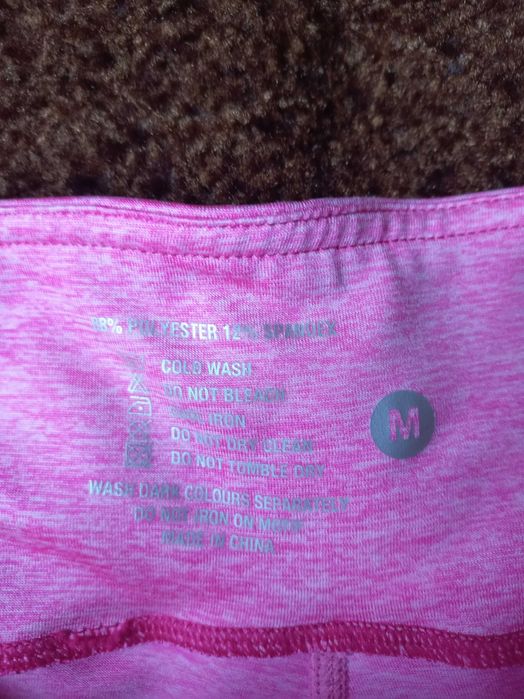 88% POLYESTER 12% SPANDEX
COLD WASH
DO NOT BLEACH
COOL IRON
DO NOT DRY CLEAN
DO NOT TUMBLE DRY
WASH DARK COLOURS SEPARATELY
DO NOT IRON ON
MADE IN CHINA
M